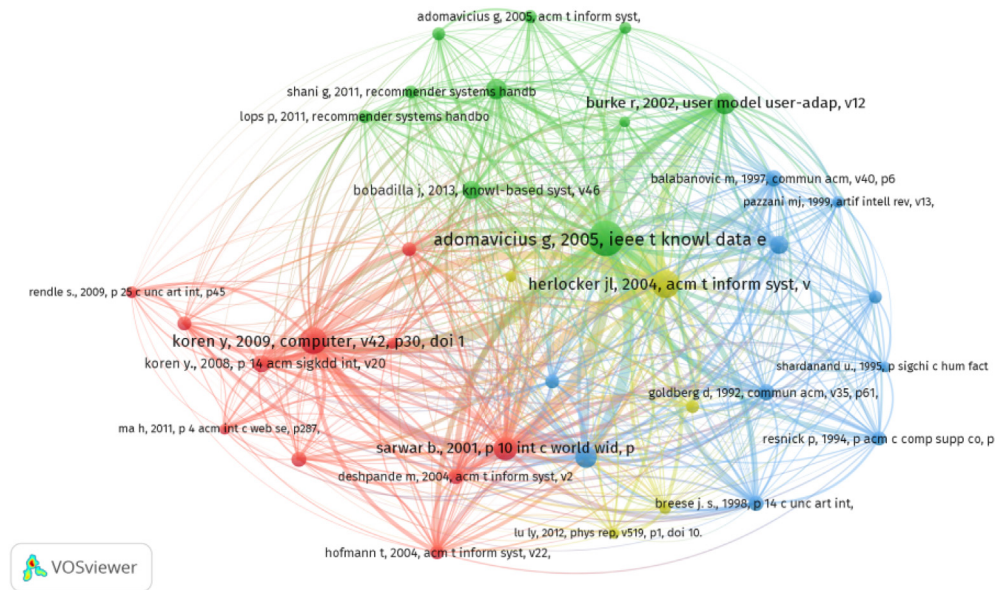 adomavicius g, 2005, acm t inform syst,
shani g, 2011, recommender systems handb
burke r, 2002, user model user-adap, v12
lops p, 2011, recommender systems handbo
balabanovic m, 1997, commun acm, v40, p6
bobadilla j, 2013, knowl-based syst, v46
pazzani mj, 1999, artif intell rev, v13,
adomavicius g, 2005, ieee t knowl data e
herlocker jl, 2004, acm t inform syst, v
rendle s., 2009, p 25 c unc art int, p45
koren y, 2009, computer, v42, p30, doi 1
koren y., 2008, p 14 acm sigkdd int, v20
shardanand u., 1995, p sigchi c hum fact
goldberg d, 1992, commun acm, v35, p61,
ma h, 2011, p 4 acm int c web se, p287,
resnick p, 1994, p acm c comp supp co, p
sarwar b., 2001, p 10 int c world wid, p
deshpande m, 2004, acm t inform syst, v2
breese j. s., 1998, p 14 c unc art int,
lu ly, 2012, phys rep, v519, p1, doi 10.
hofmann t, 2004, acm t inform syst, v22,
VOSviewer